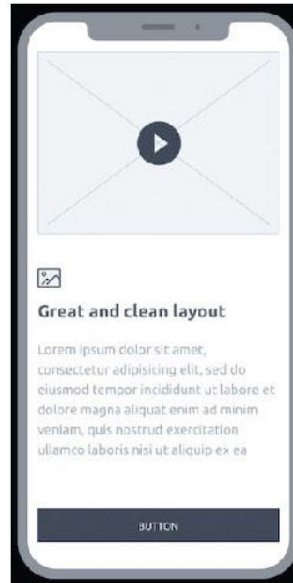 Great and clean layout
Lorem ipsum dolor sit amet,
consectetur adipisicing elit, sed do
eiusmod tempor incididunt ut labore et
dolore magna aliquat enim ad minim
veniam, quis nostrud exercitation
ullamco laboris nisi ut aliquip ex ea
BUTTON